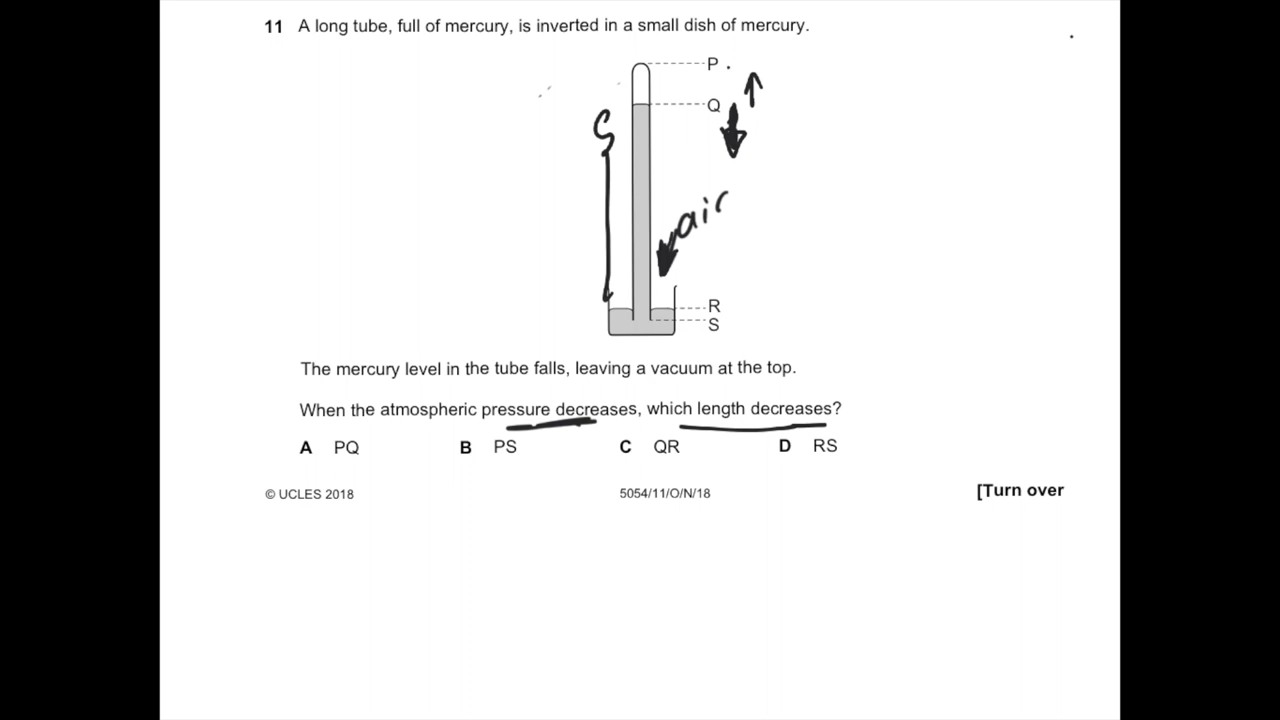 11 A long tube, full of mercury, is inverted in a small dish of mercury.
P
Q
air
R
S
The mercury level in the tube falls, leaving a vacuum at the top.
When the atmospheric pressure decreases, which length decreases?
A PQ B PS C QR D RS
© UCLES 2018 5054/11/O/N/18 [Turn over